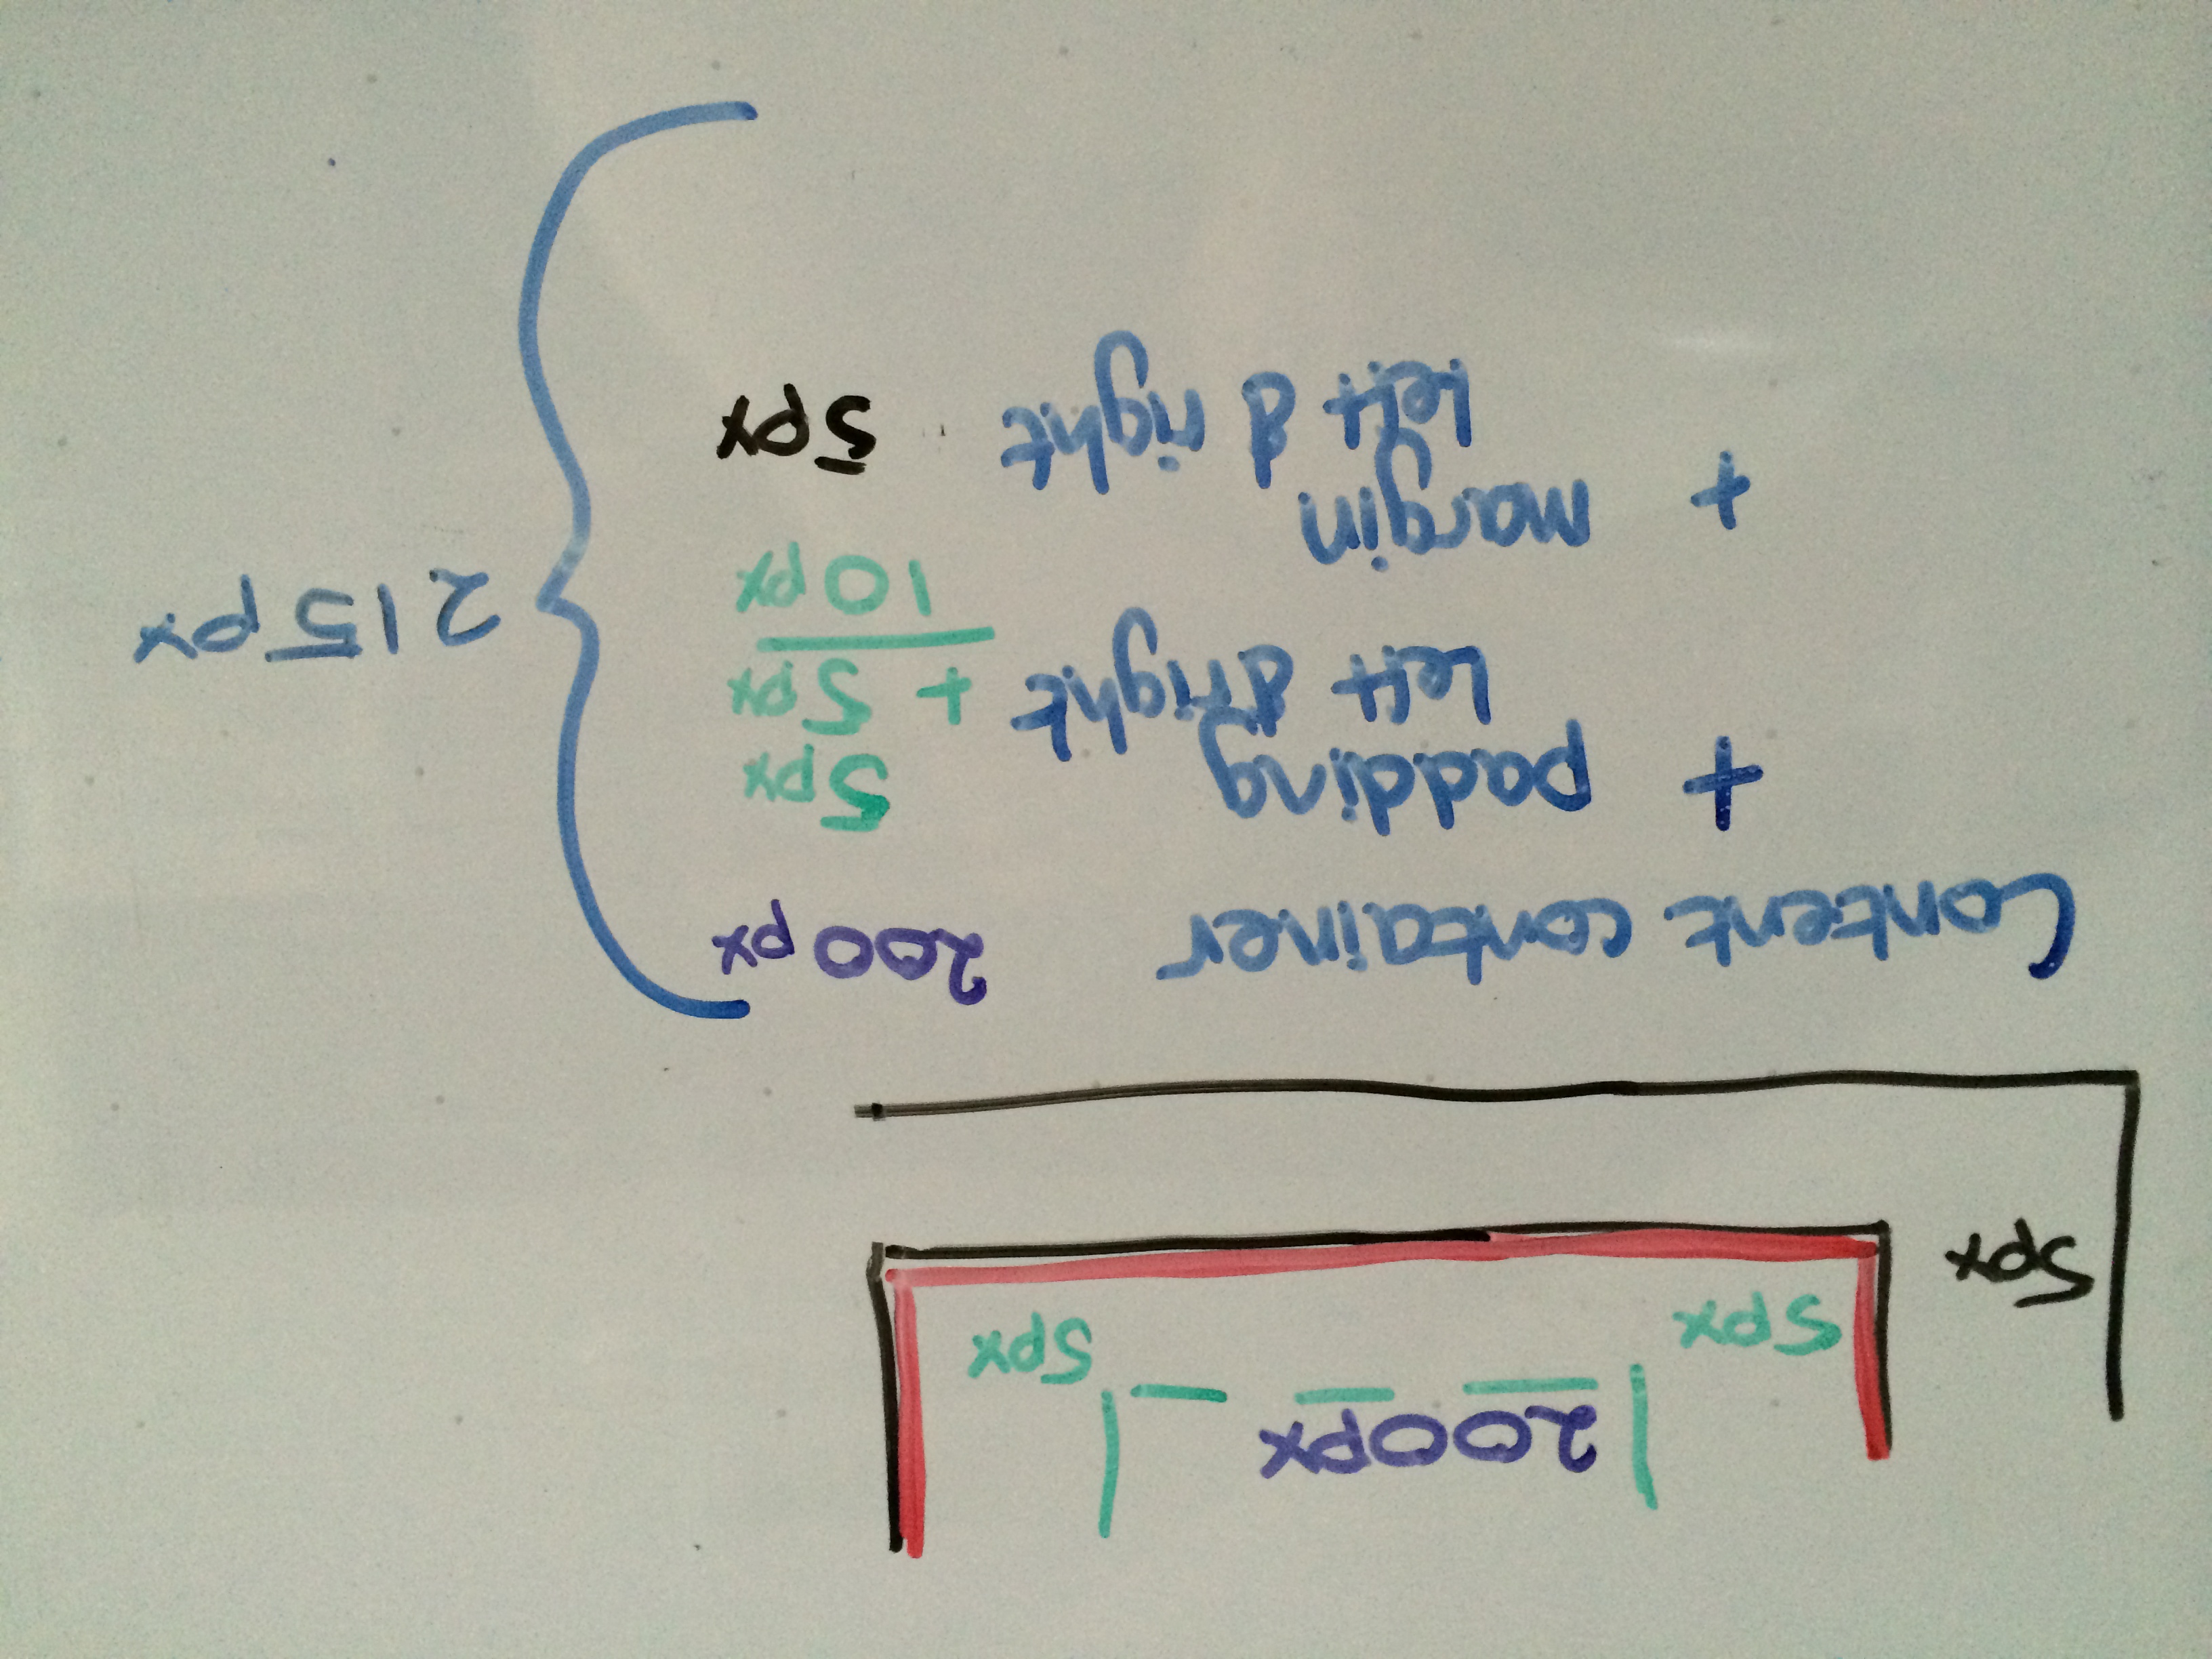 200px
5px
5px
5px
Content container 200px
+ padding 5px
left & right + 5px
10px
215px
+ margin
left & right 5px